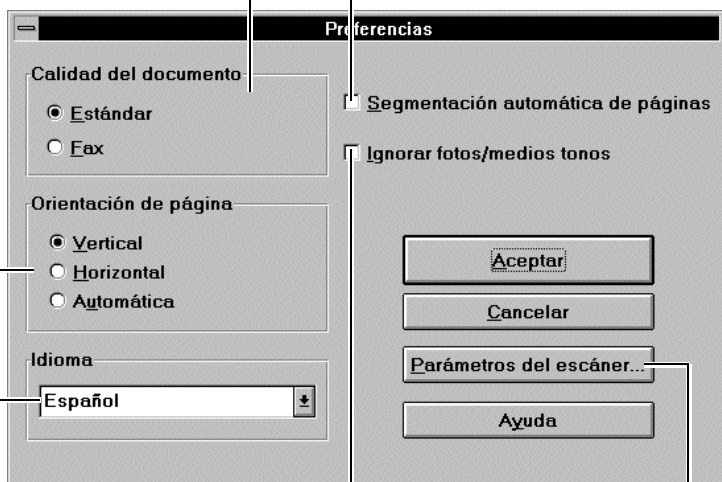 Preferencias
Calidad del documento
Estándar
Fax
Segmentación automática de páginas
Ignorar fotos/medios tonos
Orientación de página
Vertical
Horizontal
Automática
Aceptar
Cancelar
Idioma
Español
Parámetros del escáner...
Ayuda